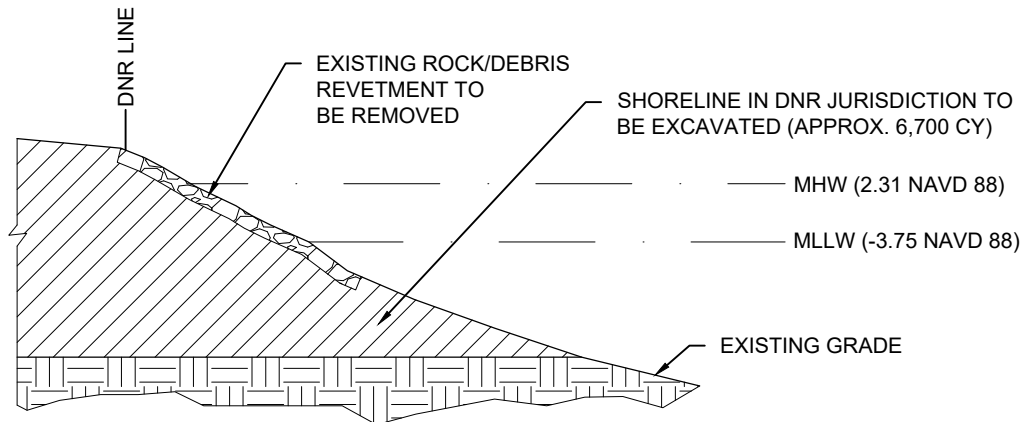 DNR LINE
EXISTING ROCK/DEBRIS
REVETMENT TO
BE REMOVED
SHORELINE IN DNR JURISDICTION TO
BE EXCAVATED (APPROX. 6,700 CY)
MHW (2.31 NAVD 88)
MLLW (-3.75 NAVD 88)
EXISTING GRADE